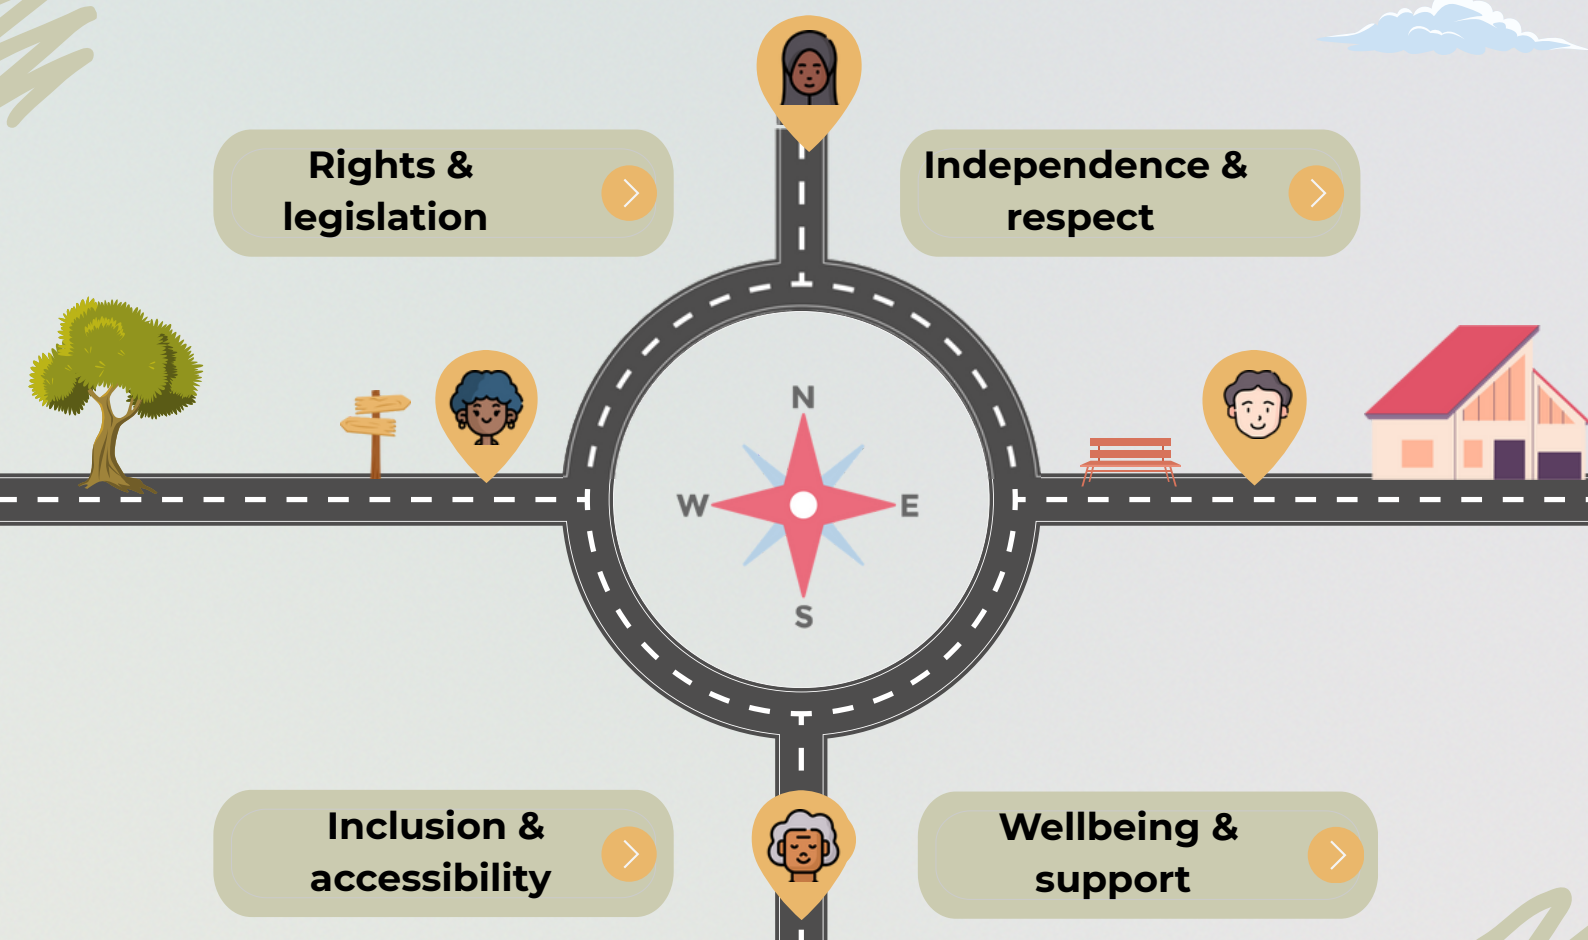 Rights &
legislation
Independence &
respect
N
W
E
S
Inclusion &
accessibility
Wellbeing &
support